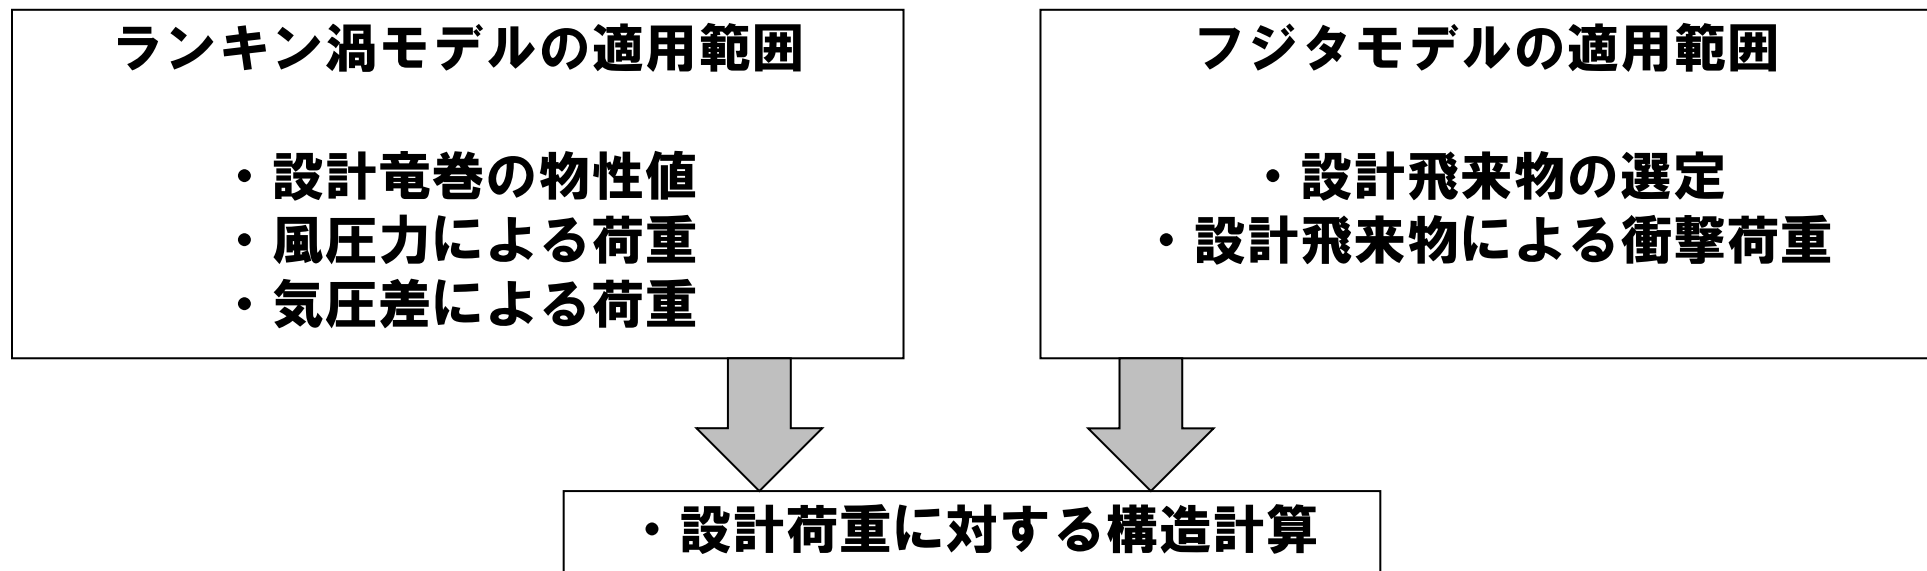 ランキン渦モデルの適用範囲
・設計竜巻の物性値
・風圧力による荷重
・気圧差による荷重
フジタモデルの適用範囲
・設計飛来物の選定
・設計飛来物による衝撃荷重
・設計荷重に対する構造計算